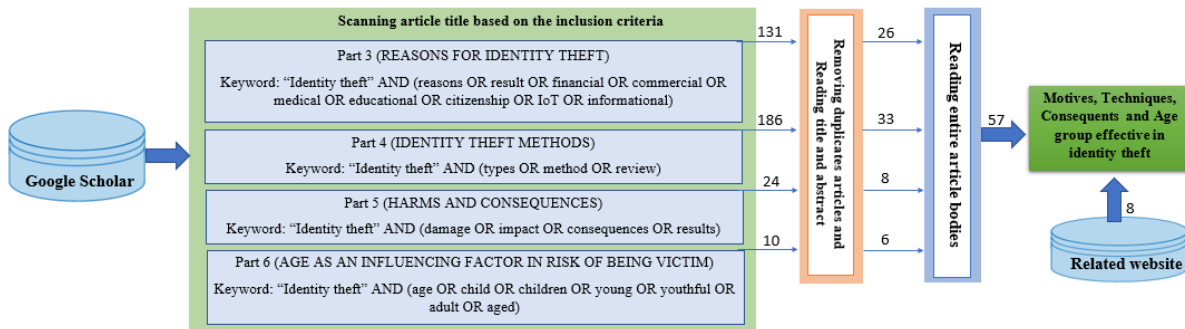 Scanning article title based on the inclusion criteria
Part 3 (REASONS FOR IDENTITY THEFT)
Keyword: “Identity theft” AND (reasons OR result OR financial OR commercial OR
medical OR educational OR citizenship OR IoT OR informational)
Part 4 (IDENTITY THEFT METHODS)
Keyword: “Identity theft” AND (types OR method OR review)
Part 5 (HARMS AND CONSEQUENCES)
Keyword: “Identity theft” AND (damage OR impact OR consequences OR results)
Part 6 (AGE AS AN INFLUENCING FACTOR IN RISK OF BEING VICTIM)
Keyword: “Identity theft” AND (age OR child OR children OR young OR youthful OR
adult OR aged)
Google Scholar
131
186
24
10
Removing duplicates articles and
Reading title and abstract
26
33
8
6
Reading entire article bodies
57
Motives, Techniques,
Consequents and Age
group effective in
identity theft
8
Related website